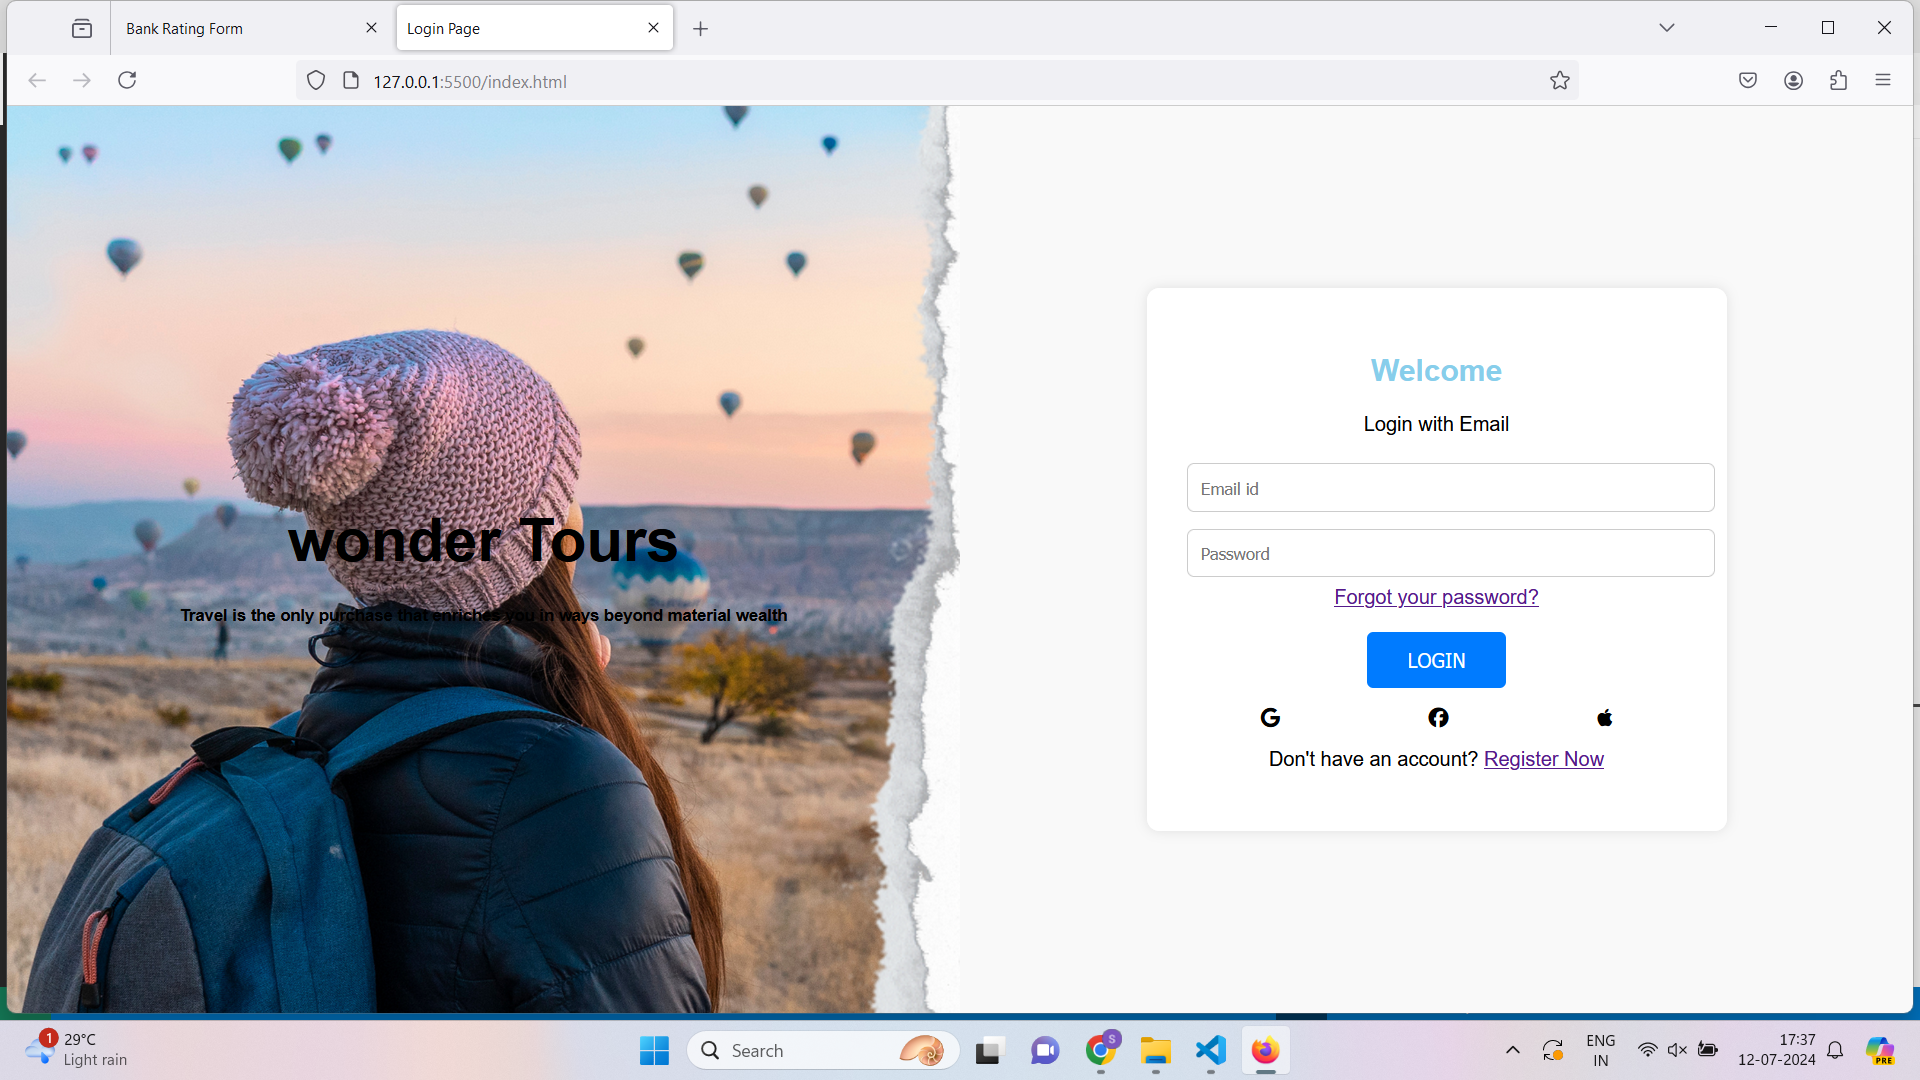 Bank Rating Form
Login Page
127.0.0.1:5500/index.html
wonder Tours
Travel is the only purchase that enriches you in ways beyond material wealth
Welcome
Login with Email
Email id
Password
Forgot your password?
LOGIN
Don't have an account? Register Now
1
29°C
Light rain
Search
S
ENG
IN
17:37
12-07-2024
PRE